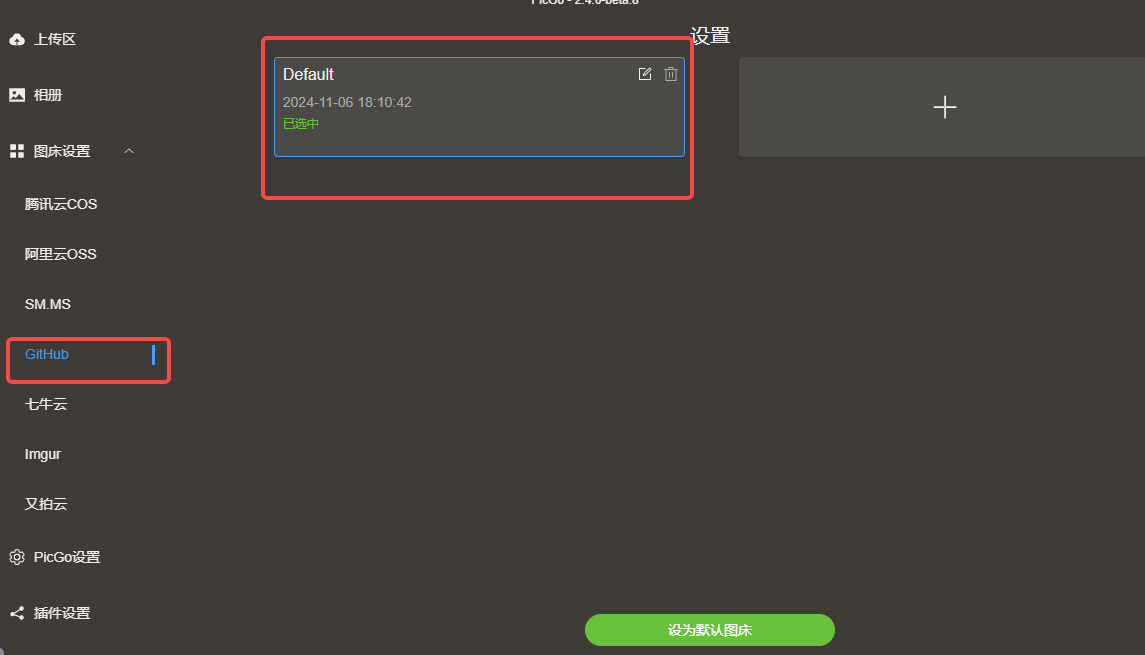 PicGo - 2.4.0-beta.8
上传区
相册
图床设置
腾讯云COS
阿里云OSS
SM.MS
GitHub
七牛云
Imgur
又拍云
PicGo设置
插件设置
设置
Default
2024-11-06 18:10:42
已选中
设为默认图床